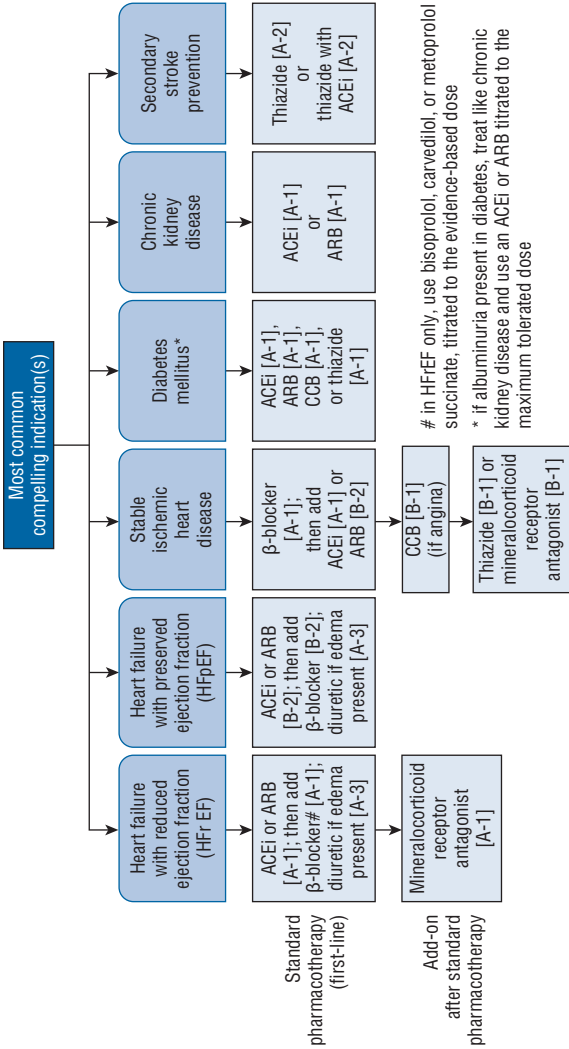 Most common
compelling indication(s)
Heart failure
with reduced
ejection fraction
(HFr EF)
Heart failure
with preserved
ejection fraction
(HFpEF)
Stable
ischemic heart
disease
Diabetes
mellitus*
Chronic
kidney
disease
Secondary
stroke
prevention
Standard
pharmacotherapy
(first-line)
ACEi or ARB
[A-1]; then add
β-blocker# [A-1];
diuretic if edema
present [A-3]
ACEi or ARB
[B-2]; then add
β-blocker [B-2];
diuretic if edema
present [A-3]
β-blocker
[A-1];
then add
ACEi [A-1] or
ARB [B-2]
ACEi [A-1],
ARB [A-1],
CCB [A-1],
or thiazide
[A-1]
ACEi [A-1]
or
ARB [A-1]
Thiazide [A-2]
or
thiazide with
ACEi [A-2]
Add-on
after standard
pharmacotherapy
Mineralocorticoid
receptor
antagonist
[A-1]
CCB [B-1]
(if angina)
Thiazide [B-1] or
mineralocorticoid
receptor
antagonist [B-1]
# in HFrEF only, use bisoprolol, carvedilol, or metoprolol
succinate, titrated to the evidence-based dose
* if albuminuria present in diabetes, treat like chronic
kidney disease and use an ACEi or ARB titrated to the
maximum tolerated dose